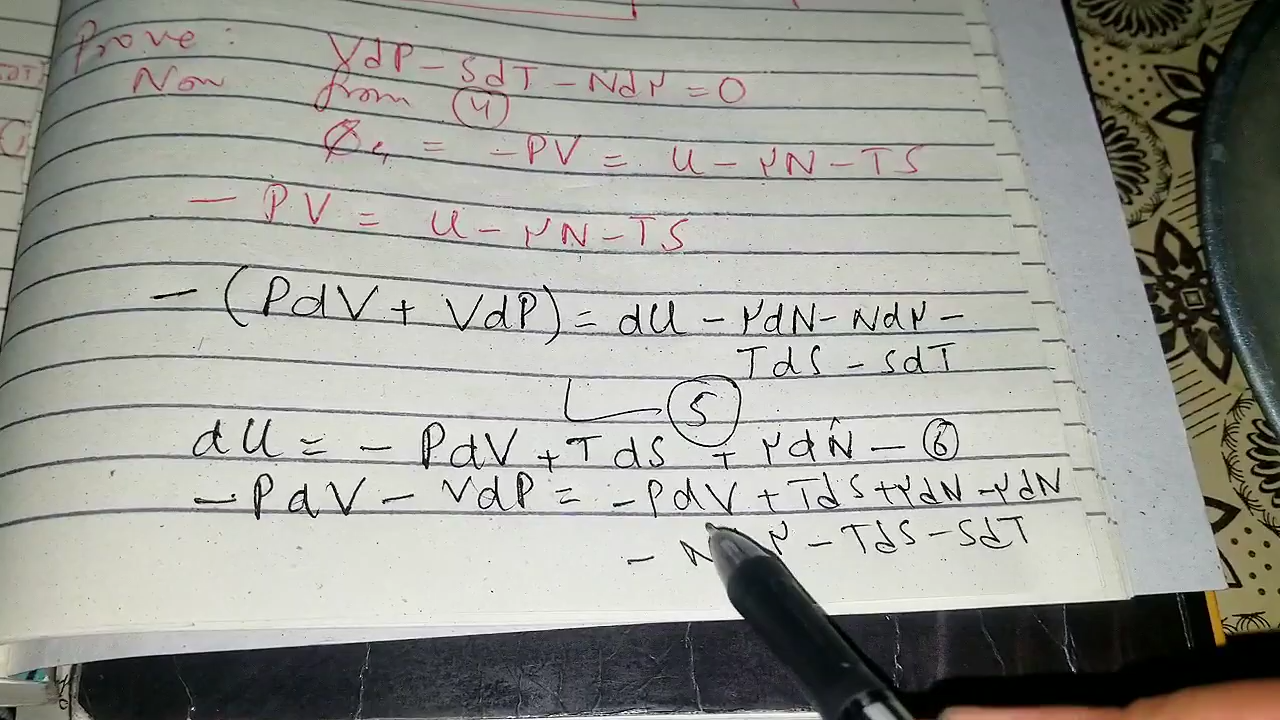 Prove: VdP - SdT - Ndμ = 0
Now from (4)
= -PV = U - μN - TS
- PV = U - μN - TS
- (PdV + VdP) = dU - μdN - Ndμ -
TdS - SdT
(5)
dU = - PdV + TdS + μdN - (6)
- PdV - VdP = - PdV + TdS + μdN - μdN
- N μ - TdS - SdT